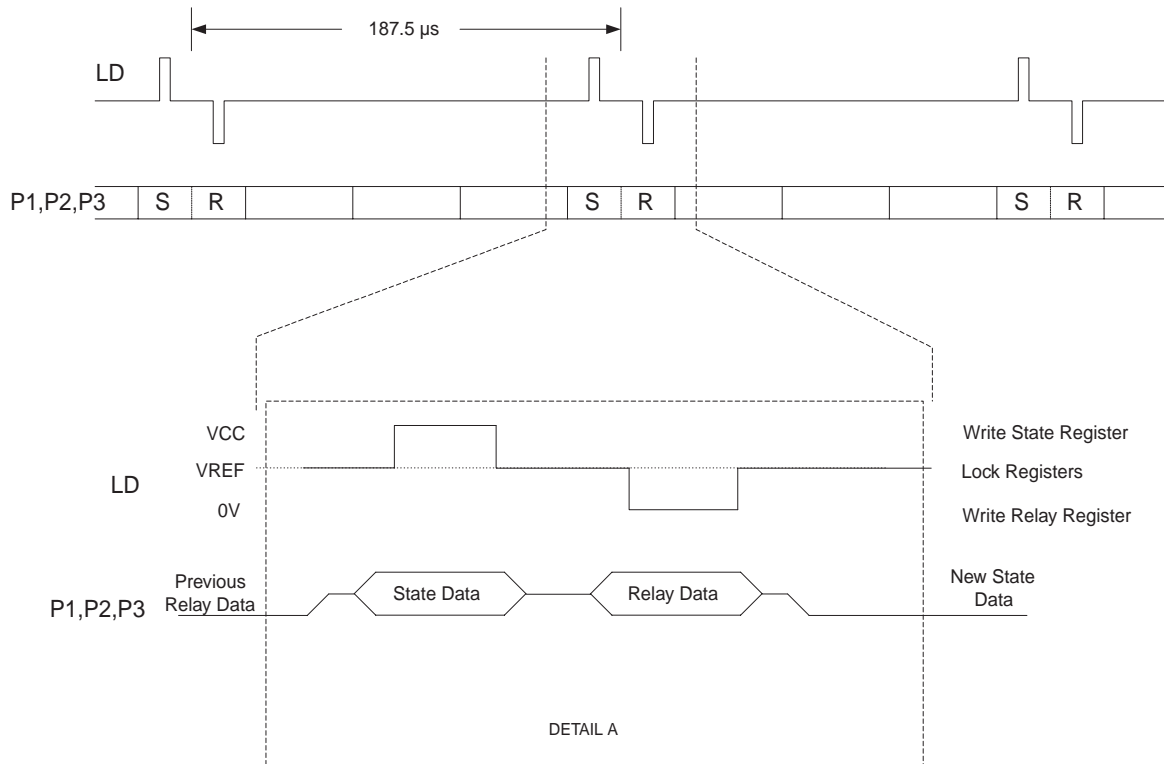 187.5 µs
LD
P1,P2,P3
S
R
S
R
S
R
VCC
Write State Register
VREF
Lock Registers
LD
0V
Write Relay Register
Previous
Relay Data
P1,P2,P3
State Data
Relay Data
New State
Data
DETAIL A